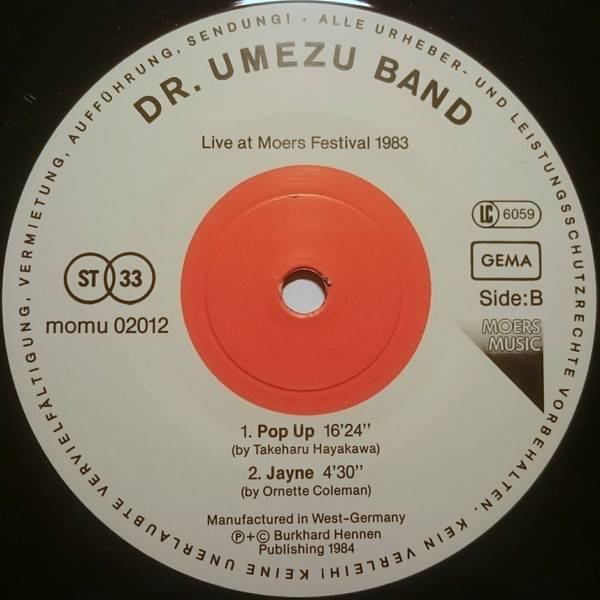 ALLE URHEBER- UND LEISTUNGSSCHUTZRECHTE VORBEHALTEN. KEIN VERLEIH! KEINE UNERLAUBTE VERVIELFÄLTIGUNG, VERMIETUNG, AUFFÜHRUNG, SENDUNG! ·
DR. UMEZU BAND
Live at Moers Festival 1983
LC 6059
GEMA
Side:B
ST 33
momu 02012
MOERS
MUSIC
1. Pop Up 16'24''
(by Takeharu Hayakawa)
2. Jayne 4'30''
(by Ornette Coleman)
Manufactured in West-Germany
Ⓟ+© Burkhard Hennen
Publishing 1984